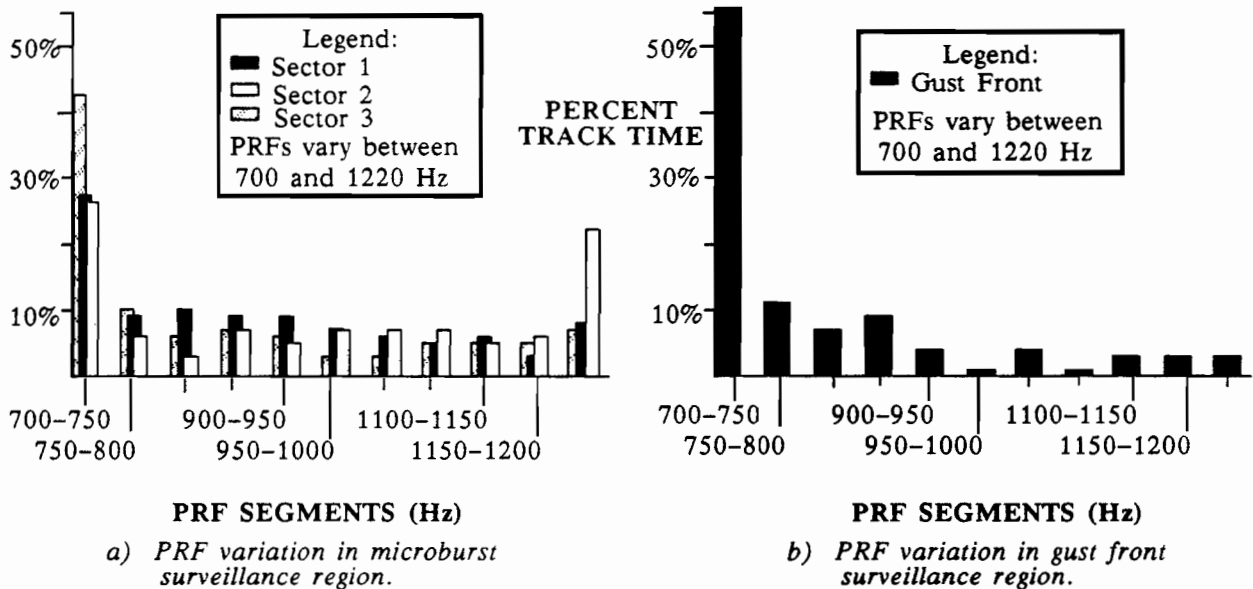 50%
30%
10%
Legend:
Sector 1
Sector 2
Sector 3
PRFs vary between
700 and 1220 Hz
700-750
750-800
900-950
950-1000
1100-1150
1150-1200
PRF SEGMENTS (Hz)
a) PRF variation in microburst
surveillance region.
PERCENT
TRACK TIME
50%
30%
10%
Legend:
Gust Front
PRFs vary between
700 and 1220 Hz
700-750
750-800
900-950
950-1000
1100-1150
1150-1200
PRF SEGMENTS (Hz)
b) PRF variation in gust front
surveillance region.